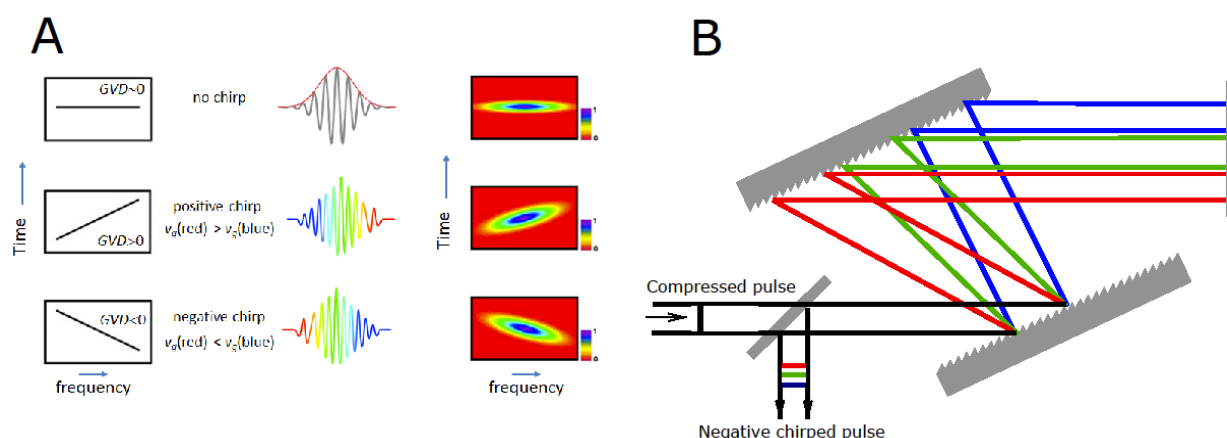 A
GVD~0
no chirp
1
0
Time
Time
GVD>0
positive chirp
vg(red) > vg(blue)
1
0
GVD<0
negative chirp
vg(red) < vg(blue)
1
0
frequency
frequency
B
Compressed pulse
Negative chirped pulse